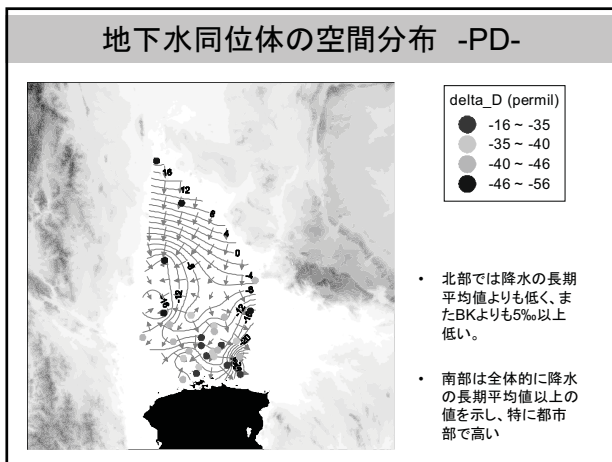 地下水同位体の空間分布 -PD-
delta_D (permil)
-16 ~ -35
-35 ~ -40
-40 ~ -46
-46 ~ -56
16
12
4
0
-4
-12
• 北部では降水の長期
平均値よりも低く、ま
たBKよりも5‰以上
低い。
• 南部は全体的に降水
の長期平均値以上の
値を示し、特に都市
部で高い